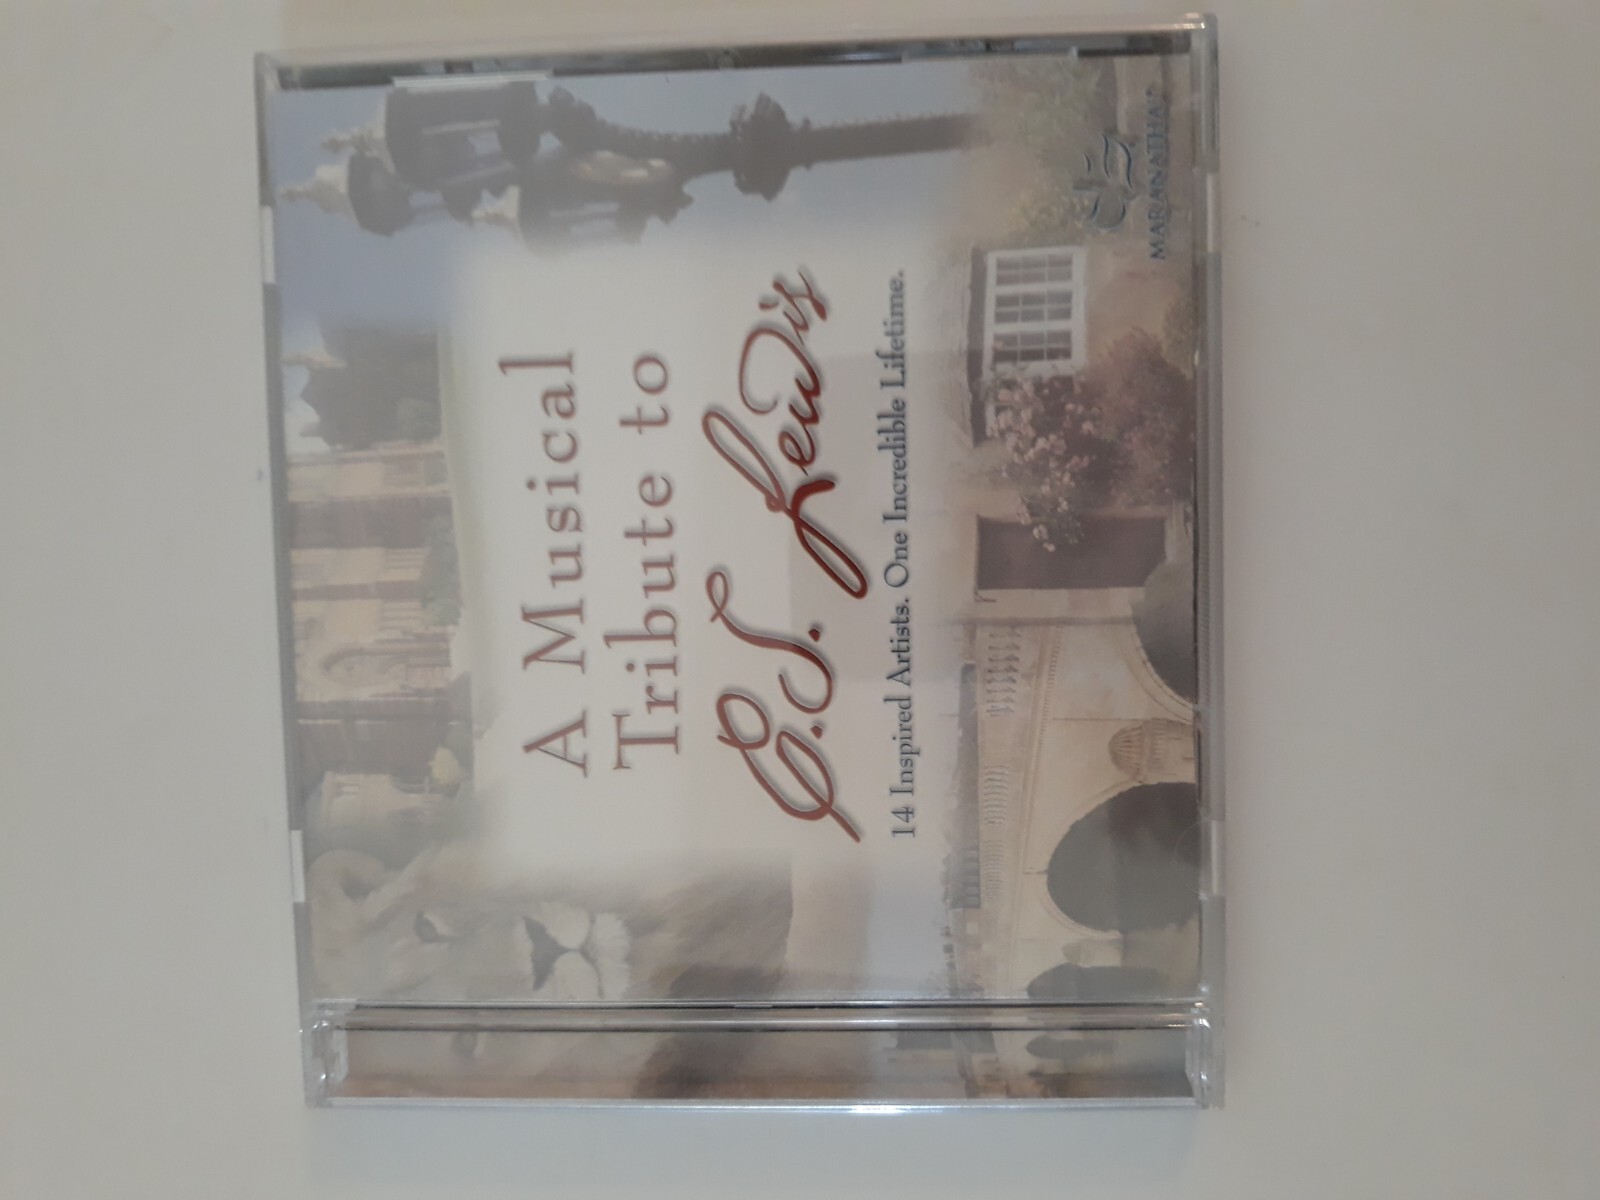 A Musical
Tribute to
C.S. Lewis
14 Inspired Artists. One Incredible Lifetime.
MARANATHA!